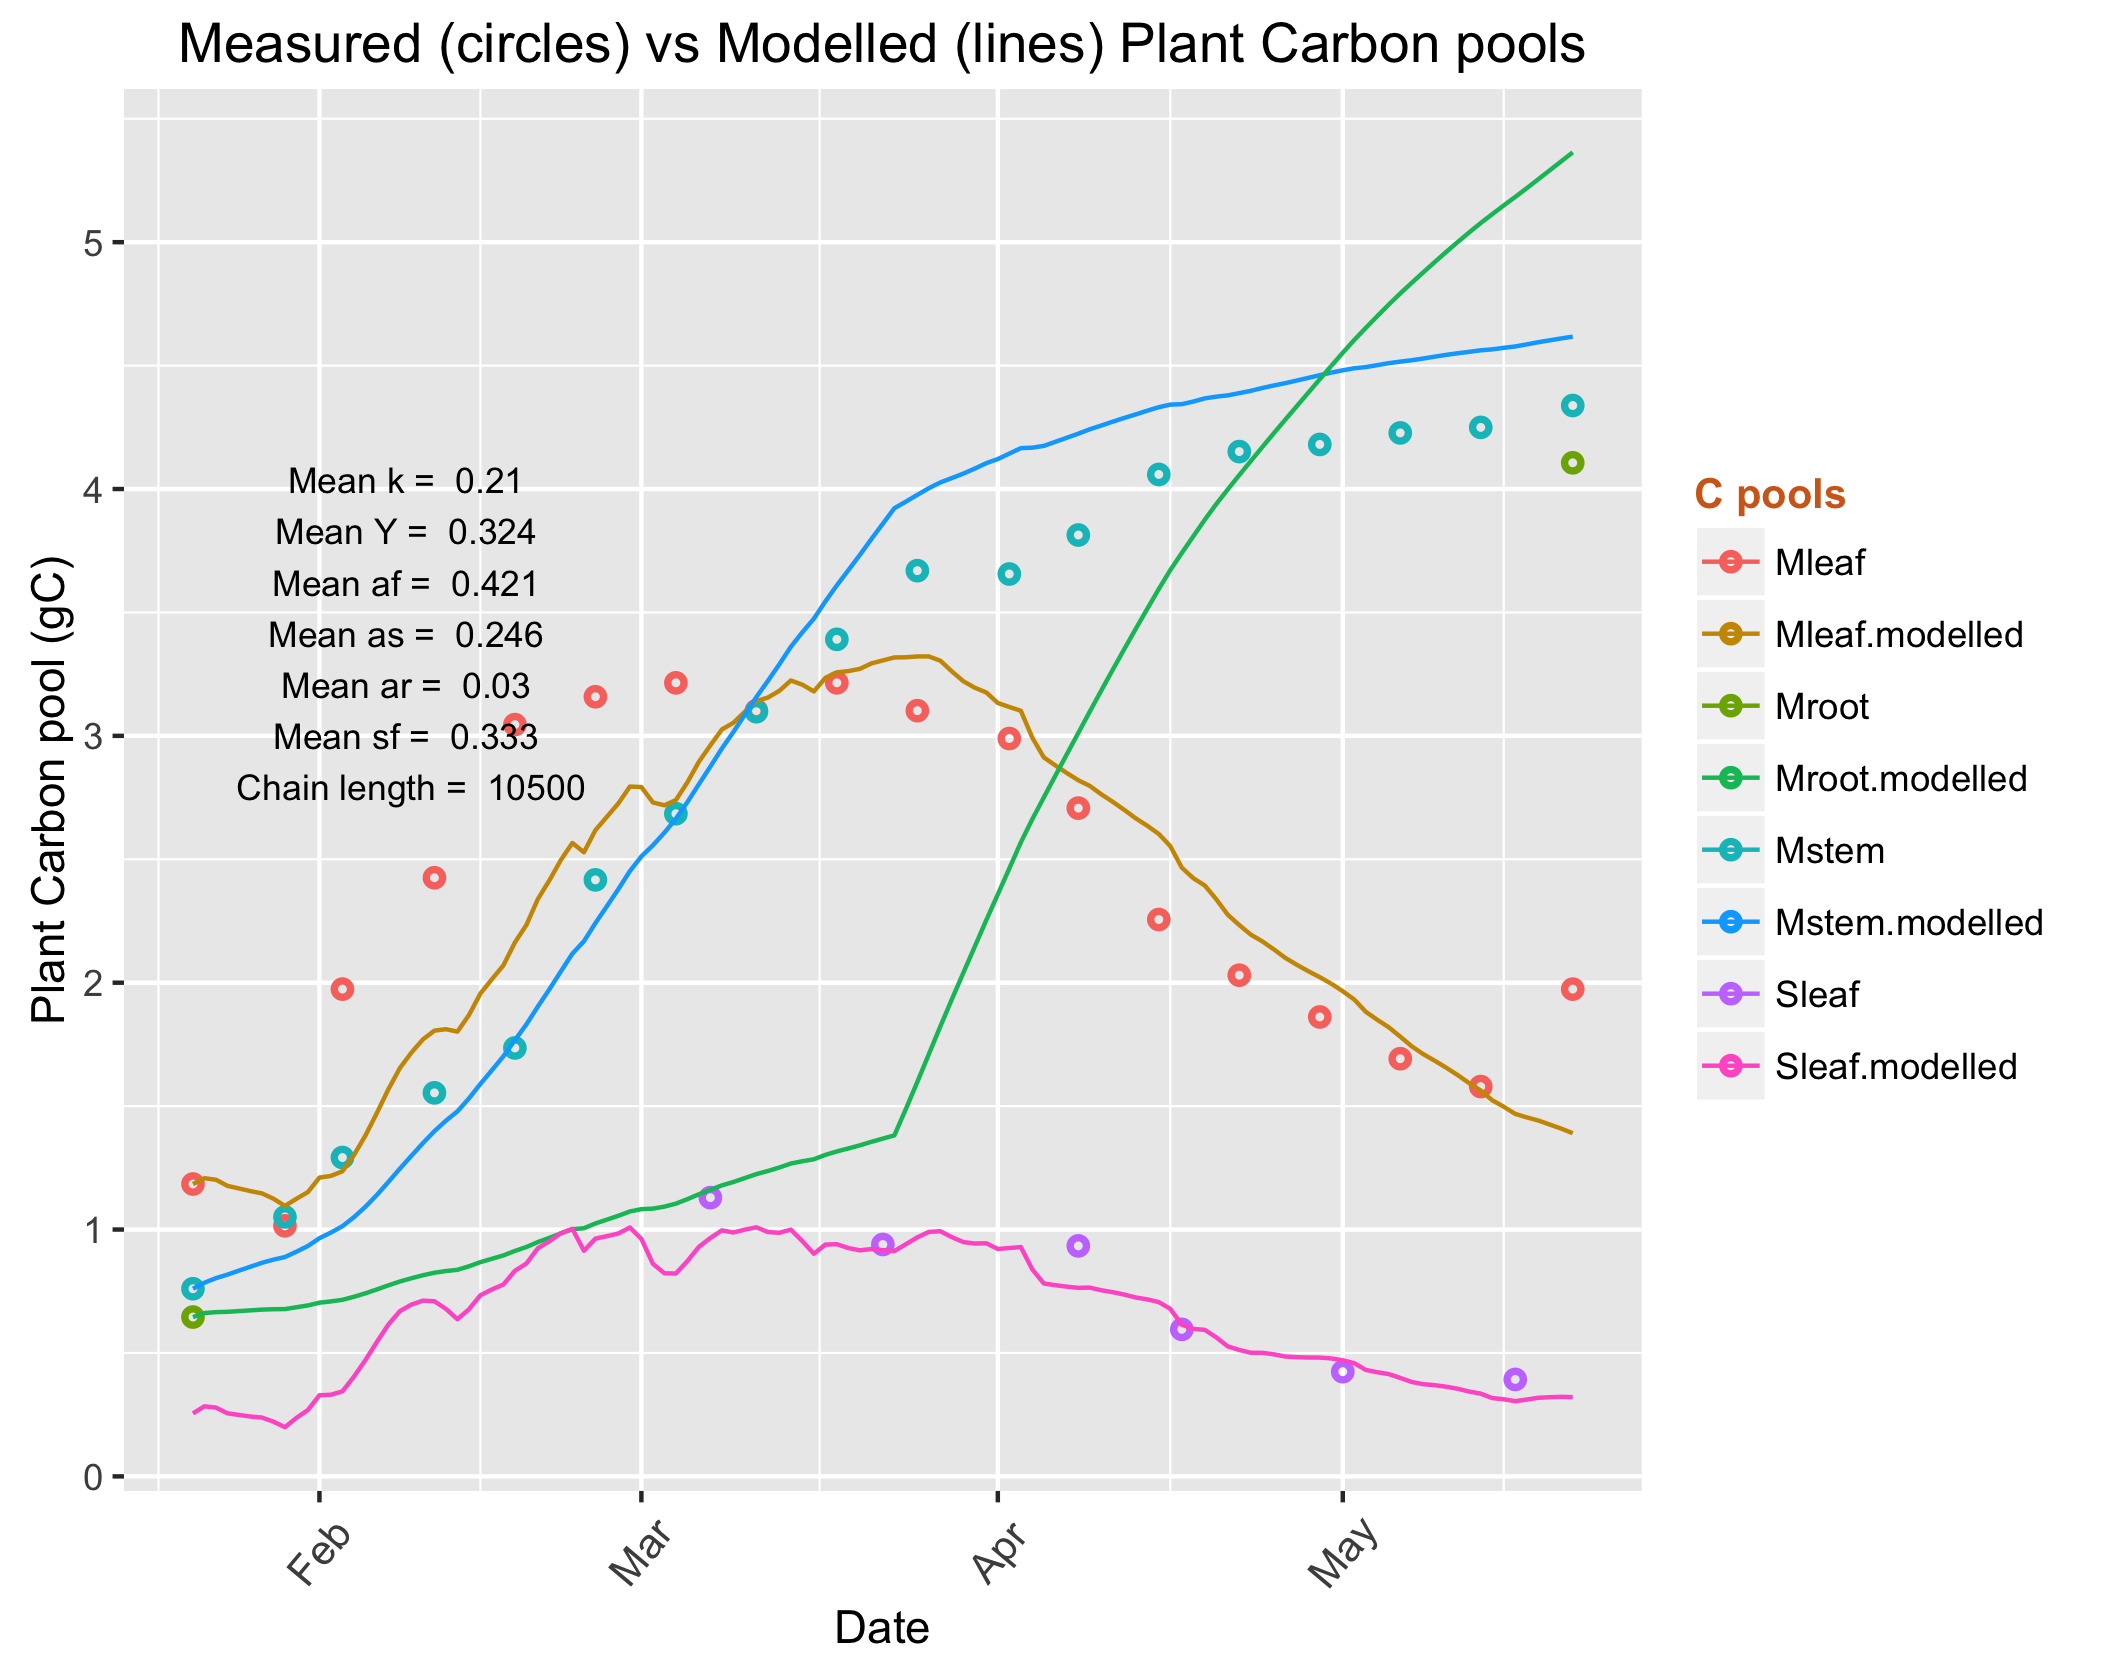 Measured (circles) vs Modelled (lines) Plant Carbon pools
Plant Carbon pool (gC)
5
4
3
2
1
0
Mean k = 0.21
Mean Y = 0.324
Mean af = 0.421
Mean as = 0.246
Mean ar = 0.03
Mean sf = 0.333
Chain length = 10500
Feb
Mar
Apr
May
Date
C pools
Mleaf
Mleaf.modelled
Mroot
Mroot.modelled
Mstem
Mstem.modelled
Sleaf
Sleaf.modelled